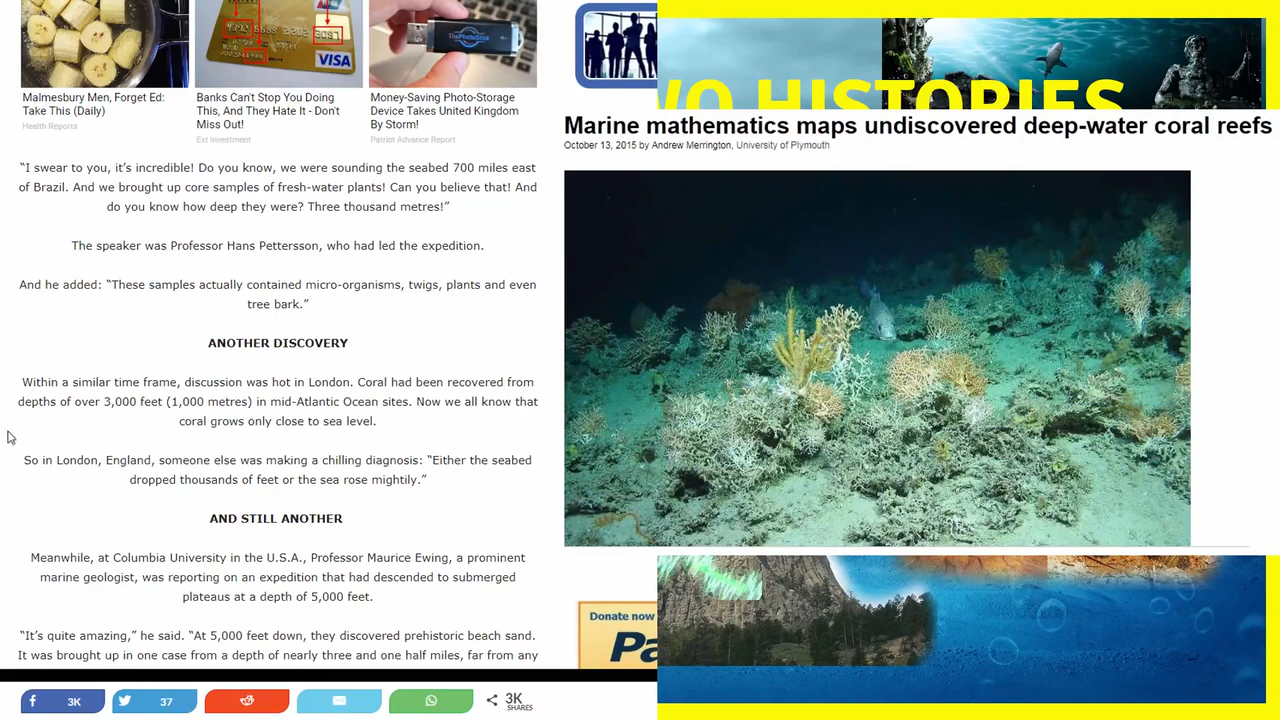 4392
3087
VISA
ThePhotoStick
Malmesbury Men, Forget Ed:
Take This (Daily)
Health Reports
Banks Can't Stop You Doing
This, And They Hate It - Don't
Miss Out!
Ext Investment
Money-Saving Photo-Storage
Device Takes United Kingdom
By Storm!
Patriot Advance Report
“I swear to you, it’s incredible! Do you know, we were sounding the seabed 700 miles east
of Brazil. And we brought up core samples of fresh-water plants! Can you believe that! And
do you know how deep they were? Three thousand metres!”
The speaker was Professor Hans Pettersson, who had led the expedition.
And he added: “These samples actually contained micro-organisms, twigs, plants and even
tree bark.”
ANOTHER DISCOVERY
Within a similar time frame, discussion was hot in London. Coral had been recovered from
depths of over 3,000 feet (1,000 metres) in mid-Atlantic Ocean sites. Now we all know that
coral grows only close to sea level.
So in London, England, someone else was making a chilling diagnosis: “Either the seabed
dropped thousands of feet or the sea rose mightily.”
AND STILL ANOTHER
Meanwhile, at Columbia University in the U.S.A., Professor Maurice Ewing, a prominent
marine geologist, was reporting on an expedition that had descended to submerged
plateaus at a depth of 5,000 feet.
“It’s quite amazing,” he said. “At 5,000 feet down, they discovered prehistoric beach sand.
It was brought up in one case from a depth of nearly three and one half miles, far from any
3K
37
3K
SHARES
WO HISTORIES
Marine mathematics maps undiscovered deep-water coral reefs
October 13, 2015 by Andrew Merrington, University of Plymouth
Donate now
Pa